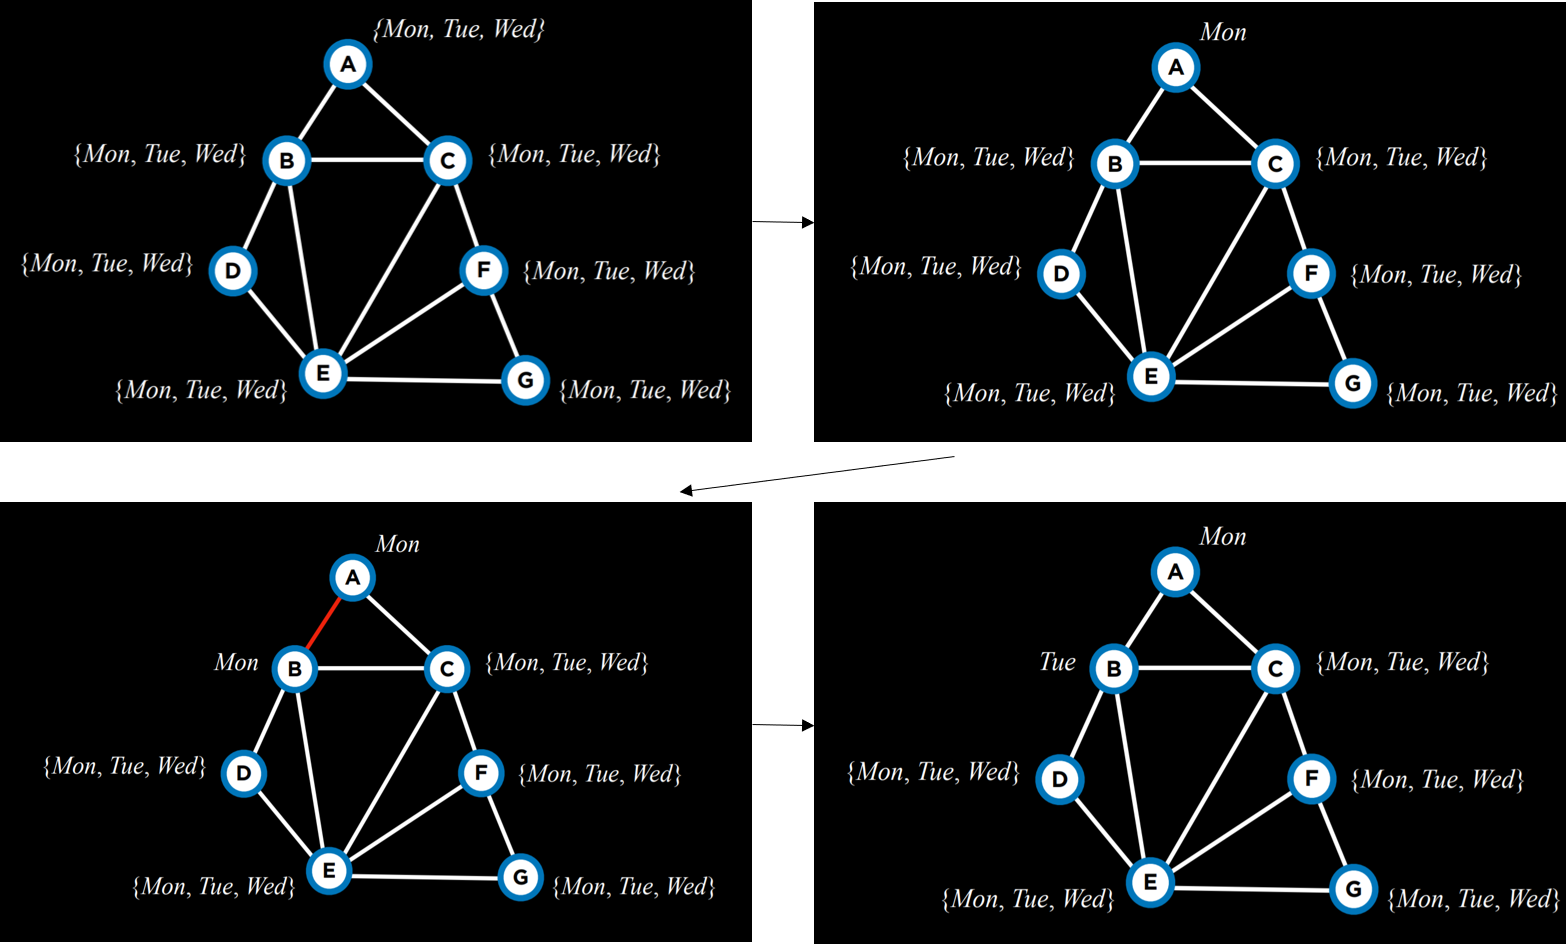 {Mon, Tue, Wed}
A
{Mon, Tue, Wed} B C {Mon, Tue, Wed}
{Mon, Tue, Wed} D F {Mon, Tue, Wed}
{Mon, Tue, Wed} E G {Mon, Tue, Wed}
Mon
A
{Mon, Tue, Wed} B C {Mon, Tue, Wed}
{Mon, Tue, Wed} D F {Mon, Tue, Wed}
{Mon, Tue, Wed} E G {Mon, Tue, Wed}
Mon
A
Mon B C {Mon, Tue, Wed}
{Mon, Tue, Wed} D F {Mon, Tue, Wed}
{Mon, Tue, Wed} E G {Mon, Tue, Wed}
Mon
A
Tue B C {Mon, Tue, Wed}
{Mon, Tue, Wed} D F {Mon, Tue, Wed}
{Mon, Tue, Wed} E G {Mon, Tue, Wed}